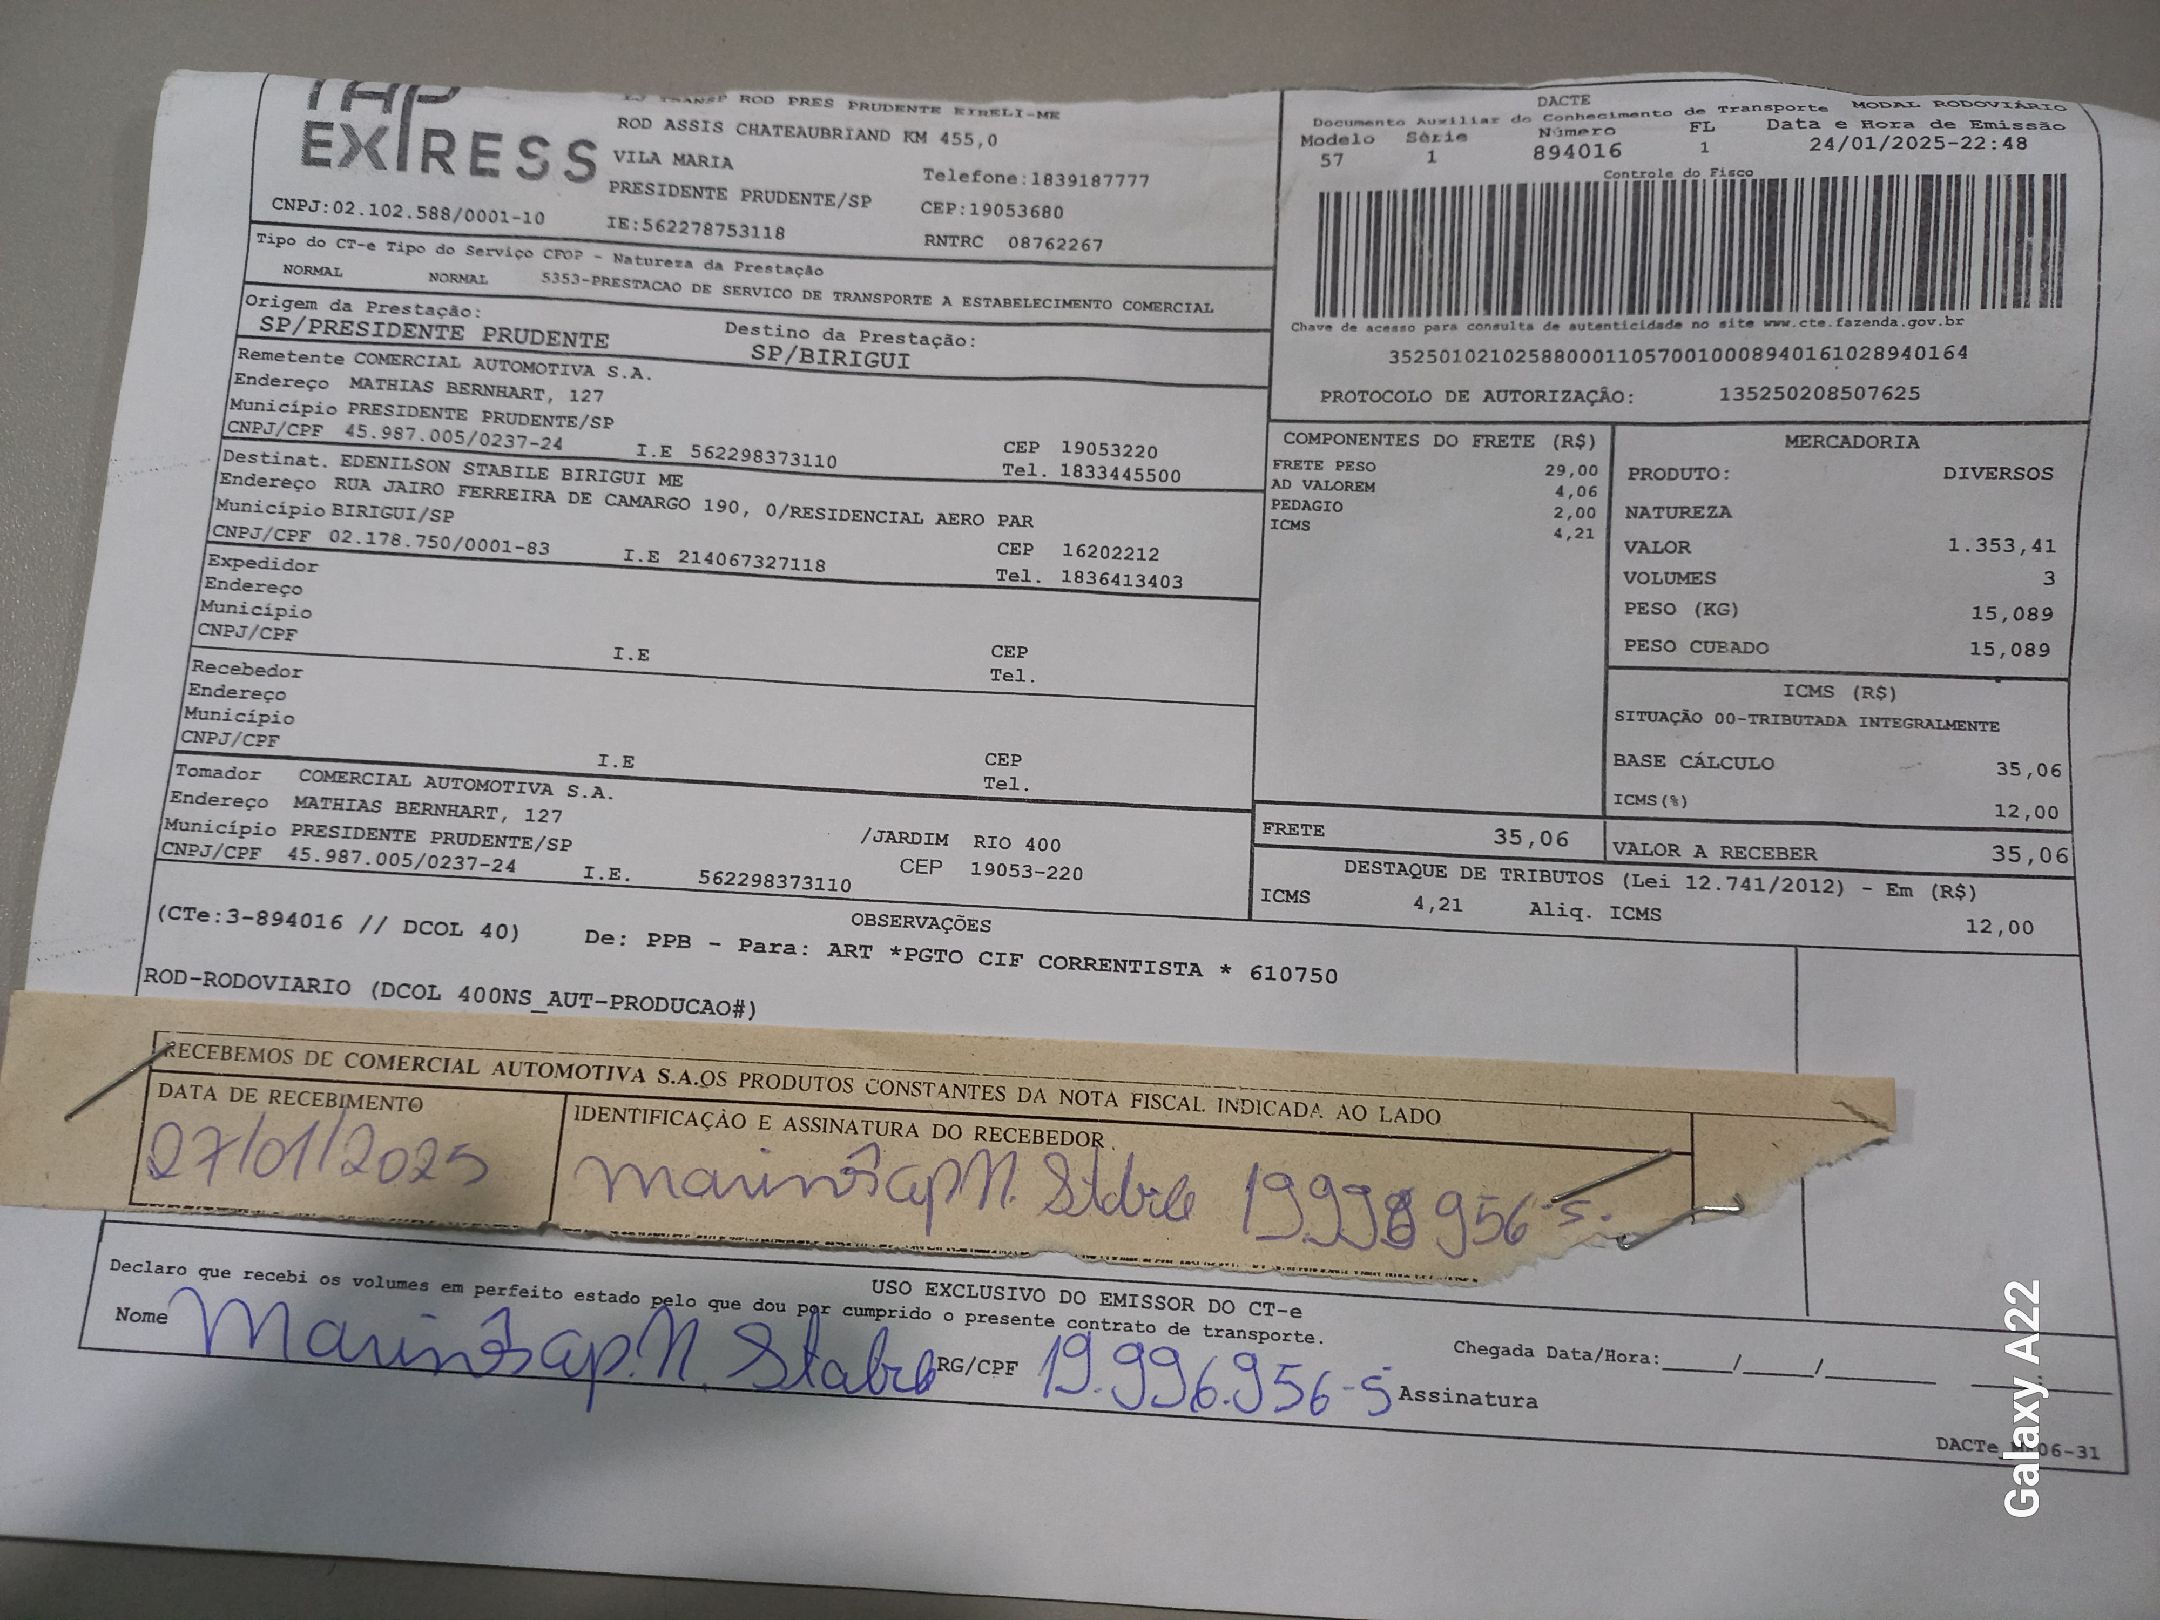 TAP
EXPRESS
TRANSP ROD PRES PRUDENTE EIRELI-ME
ROD ASSIS CHATEAUBRIAND KM 455,0
VILA MARIA
Telefone:1839187777
PRESIDENTE PRUDENTE/SP
CEP:19053680
CNPJ:02.102.588/0001-10
IE:562278753118
RNTRC 08762267
DACTE
Documento Auxiliar do Conhecimento de Transporte MODAL RODOVIÁRIO
Modelo Série Número FL Data e Hora de Emissão
57 1 894016 1 24/01/2025-22:48
Controle do Fisco
Chave de acesso para consulta de autenticidade no site www.cte.fazenda.gov.br
35250102102588000110570010008940161028940164
PROTOCOLO DE AUTORIZAÇÃO: 135250208507625
Tipo do CT-e Tipo do Serviço CFOP - Natureza da Prestação
NORMAL NORMAL 5353-PRESTACAO DE SERVICO DE TRANSPORTE A ESTABELECIMENTO COMERCIAL
Origem da Prestação: Destino da Prestação:
SP/PRESIDENTE PRUDENTE SP/BIRIGUI
Remetente COMERCIAL AUTOMOTIVA S.A.
Endereço MATHIAS BERNHART, 127
Município PRESIDENTE PRUDENTE/SP CEP 19053220
CNPJ/CPF 45.987.005/0237-24 I.E 562298373110 Tel. 1833445500
Destinat. EDENILSON STABILE BIRIGUI ME
Endereço RUA JAIRO FERREIRA DE CAMARGO 190, 0/RESIDENCIAL AERO PAR
Município BIRIGUI/SP CEP 16202212
CNPJ/CPF 02.178.750/0001-83 I.E 214067327118 Tel. 1836413403
Expedidor
Endereço
Município CEP
CNPJ/CPF I.E Tel.
Recebedor
Endereço
Município CEP
CNPJ/CPF I.E Tel.
Tomador COMERCIAL AUTOMOTIVA S.A.
Endereço MATHIAS BERNHART, 127 /JARDIM RIO 400
Município PRESIDENTE PRUDENTE/SP CEP 19053-220
CNPJ/CPF 45.987.005/0237-24 I.E. 562298373110
COMPONENTES DO FRETE (R$)
FRETE PESO 29,00
AD VALOREM 4,06
PEDAGIO 2,00
ICMS 4,21
MERCADORIA
PRODUTO: DIVERSOS
NATUREZA
VALOR 1.353,41
VOLUMES 3
PESO (KG) 15,089
PESO CUBADO 15,089
ICMS (R$)
SITUAÇÃO 00-TRIBUTADA INTEGRALMENTE
BASE CÁLCULO 35,06
ICMS(%) 12,00
FRETE 35,06 VALOR A RECEBER 35,06
DESTAQUE DE TRIBUTOS (Lei 12.741/2012) - Em (R$)
ICMS 4,21 Aliq. ICMS 12,00
OBSERVAÇÕES
(CTe:3-894016 // DCOL 40) De: PPB - Para: ART *PGTO CIF CORRENTISTA * 610750
ROD-RODOVIARIO (DCOL 400NS_AUT-PRODUCAO#)
RECEBEMOS DE COMERCIAL AUTOMOTIVA S.A.OS PRODUTOS CONSTANTES DA NOTA FISCAL INDICADA AO LADO
DATA DE RECEBIMENTO IDENTIFICAÇÃO E ASSINATURA DO RECEBEDOR
27/01/2025 ap. N. Stabile 956-5.
USO EXCLUSIVO DO EMISSOR DO CT-e
Declaro que recebi os volumes em perfeito estado pelo que dou por cumprido o presente contrato de transporte.
Nome ap. N. Stabile RG/CPF 19.996.956-5 Assinatura
Chegada Data/Hora:____/____/____
Galaxy A22